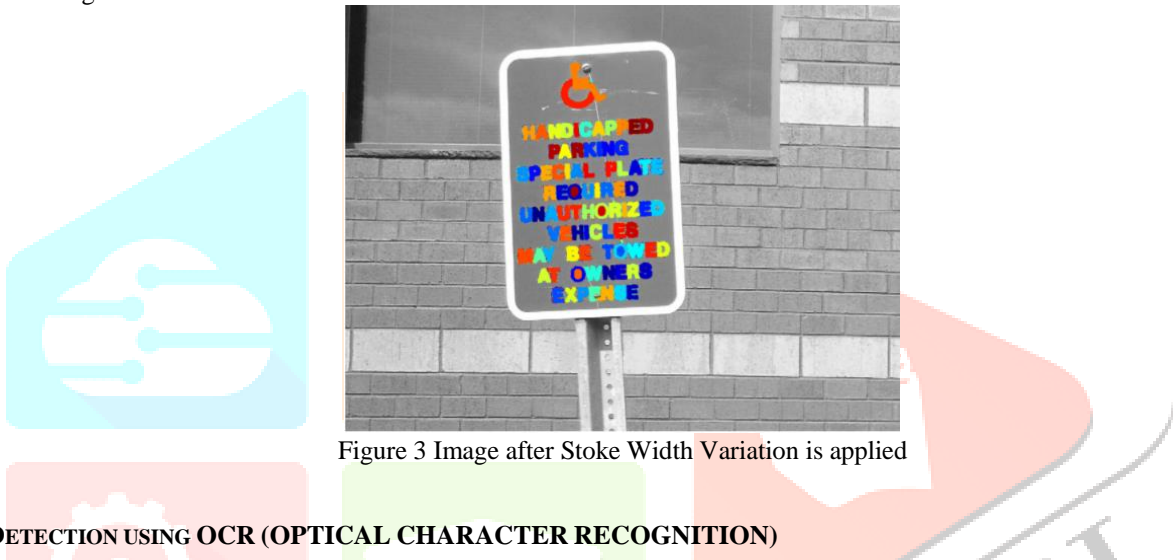 HANDICAPPED
PARKING
SPECIAL PLATE
REQUIRED
UNAUTHORIZED
VEHICLES
MAY BE TOWED
AT OWNERS
EXPENSE
Figure 3 Image after Stoke Width Variation is applied
DETECTION USING OCR (OPTICAL CHARACTER RECOGNITION)